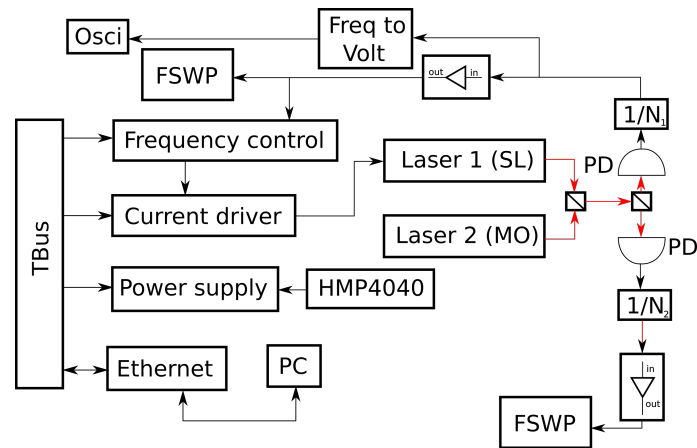 Osci
Freq to
Volt
FSWP
out
in
1/N1
Frequency control
Laser 1 (SL)
PD
TBus
Current driver
Laser 2 (MO)
PD
Power supply
HMP4040
1/N2
Ethernet
PC
in
out
FSWP